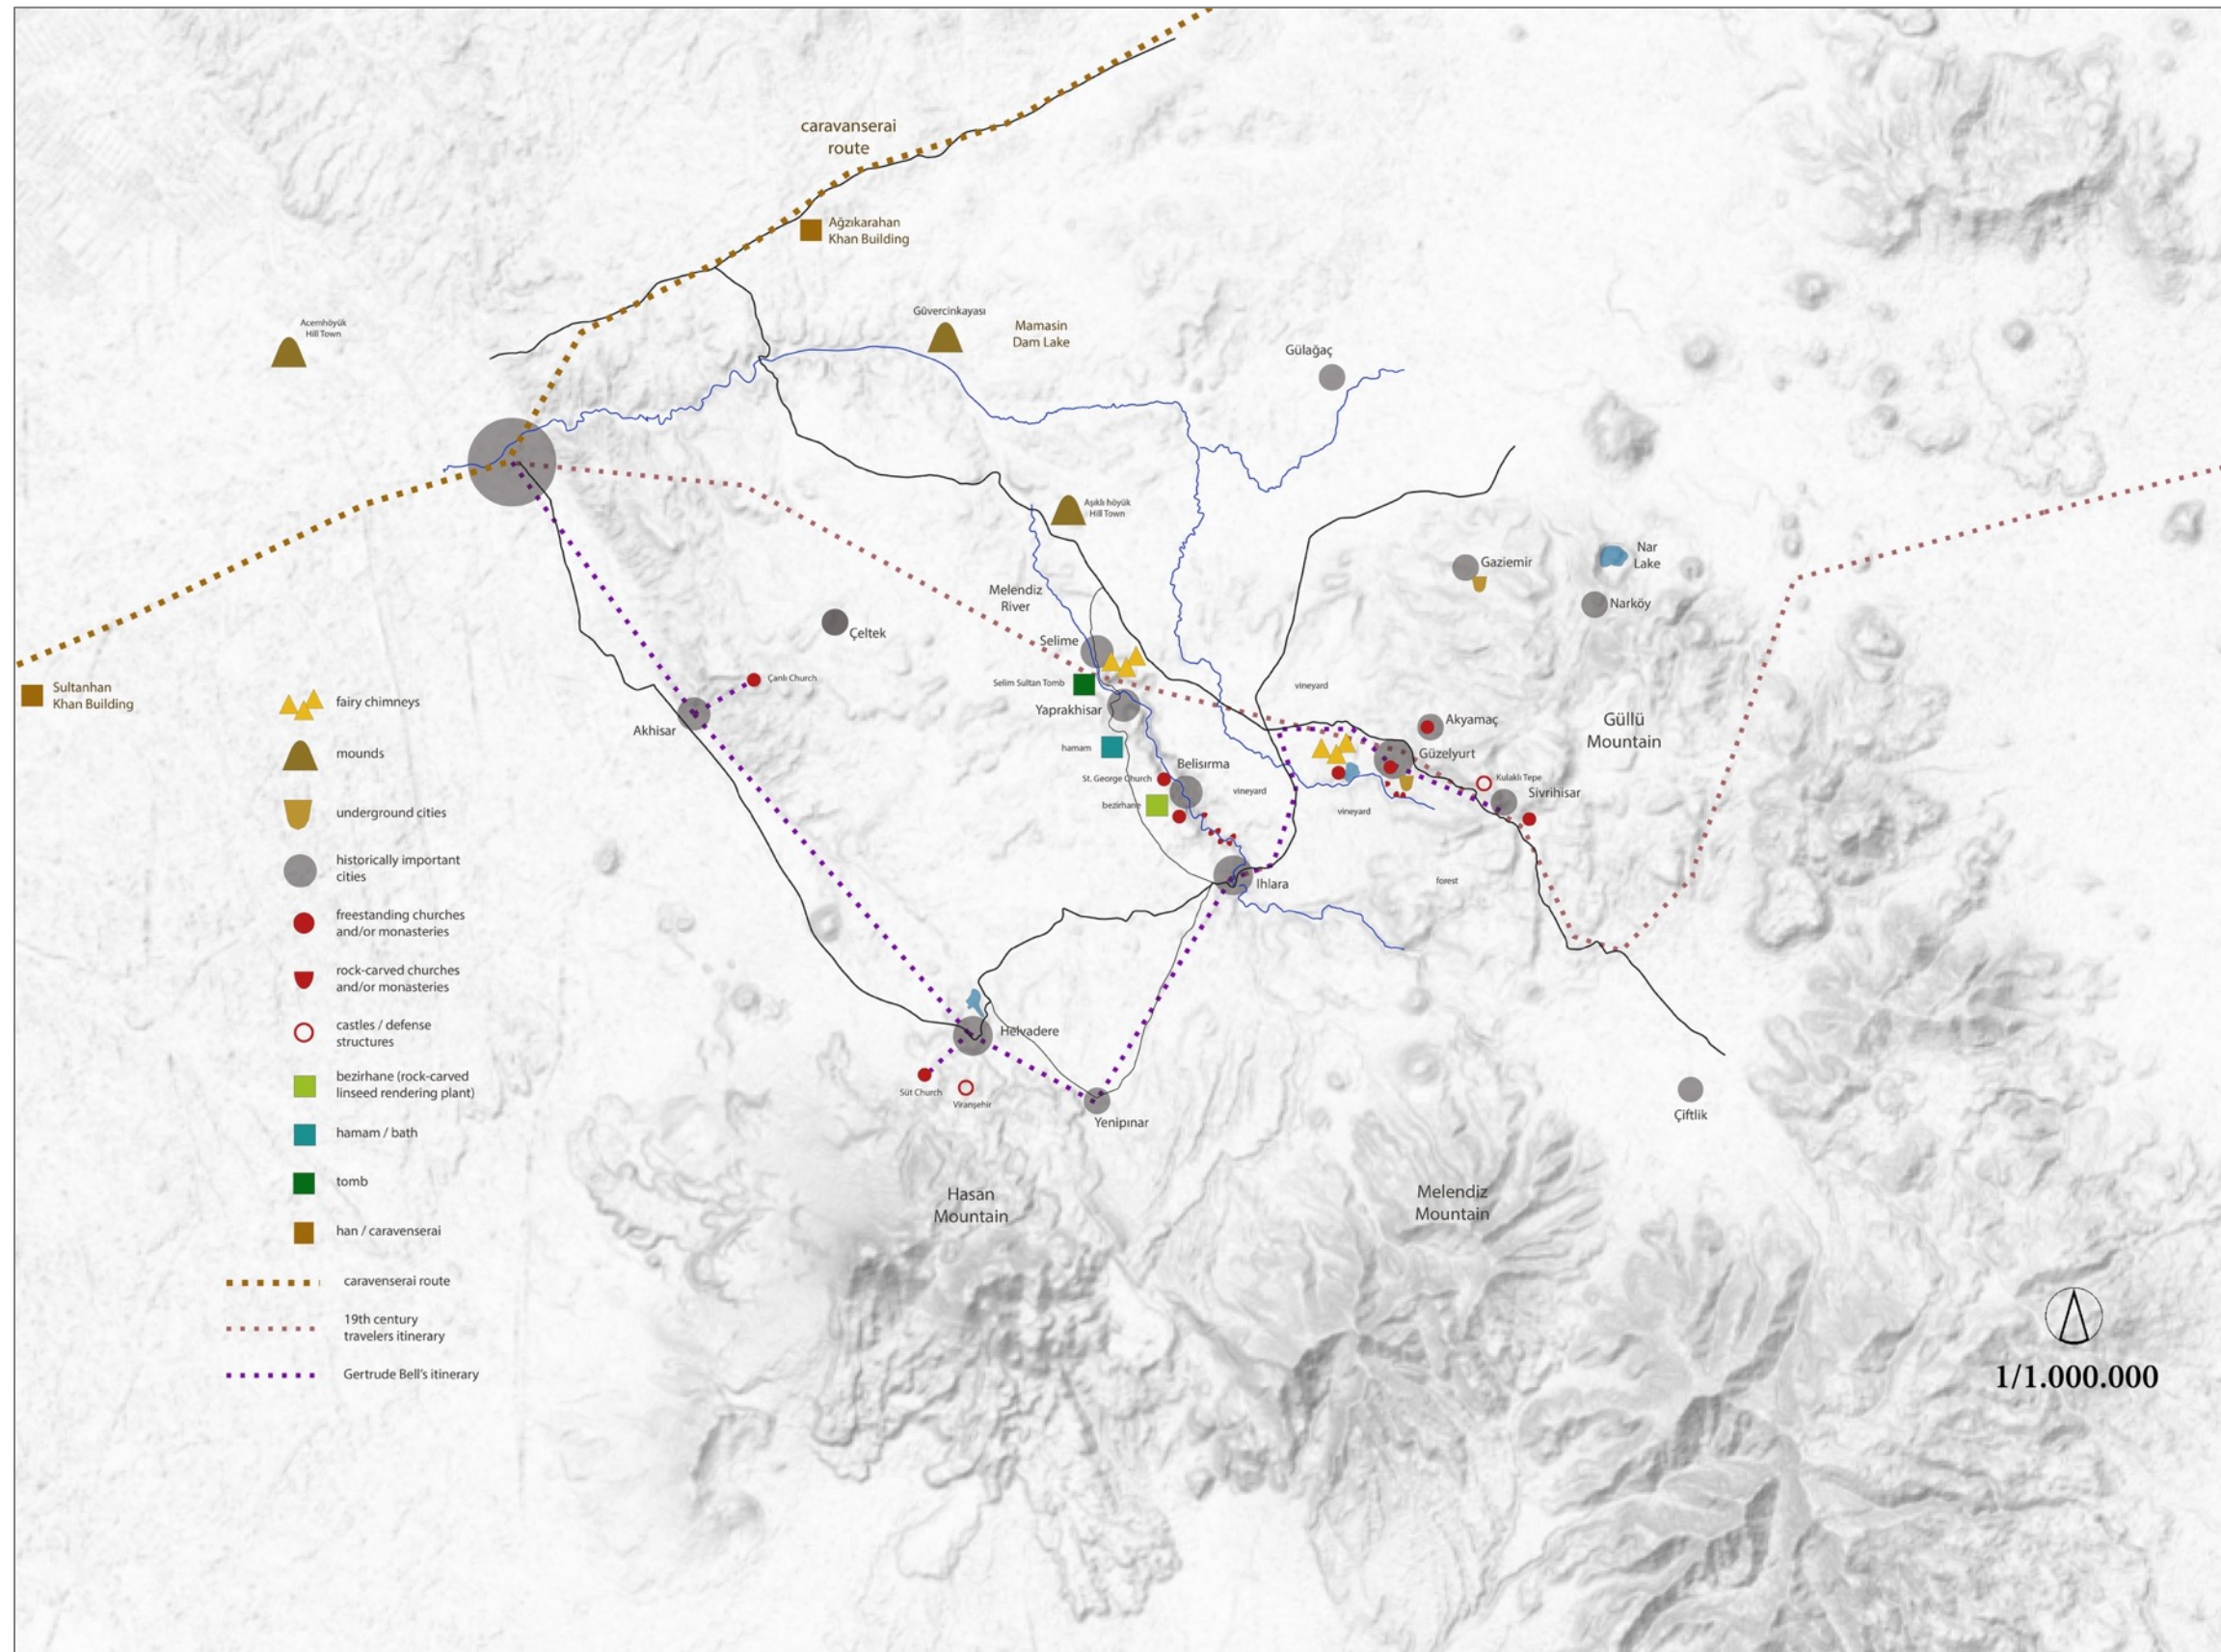 caravanserai
route
Ağzıkarahan
Khan Building
Acemhöyük
Hill Town
Güvercinkayası
Mamasin
Dam Lake
Gülağaç
Aşıklı höyük
Hill Town
Gaziemir
Nar
Lake
Narköy
Melendiz
River
Çeltek
Selime
Çanlı Church
Selim Sultan Tomb
vineyard
Sultanhan
Khan Building
Yaprakhisar
Akyamaç
Güllü
Mountain
Akhisar
hamam
Güzelyurt
Belisırma
St. George Church
Kulaklı Tepe
vineyard
Sivrihisar
bezirhane
vineyard
Ihlara
forest
Helvadere
Süt Church
Viranşehir
Yenipınar
Çiftlik
Hasan
Mountain
Melendiz
Mountain
fairy chimneys
mounds
underground cities
historically important
cities
freestanding churches
and/or monasteries
rock-carved churches
and/or monasteries
castles / defense
structures
bezirhane (rock-carved
linseed rendering plant)
hamam / bath
tomb
han / caravenserai
caravenserai route
19th century
travelers itinerary
Gertrude Bell's itinerary
1/1.000.000